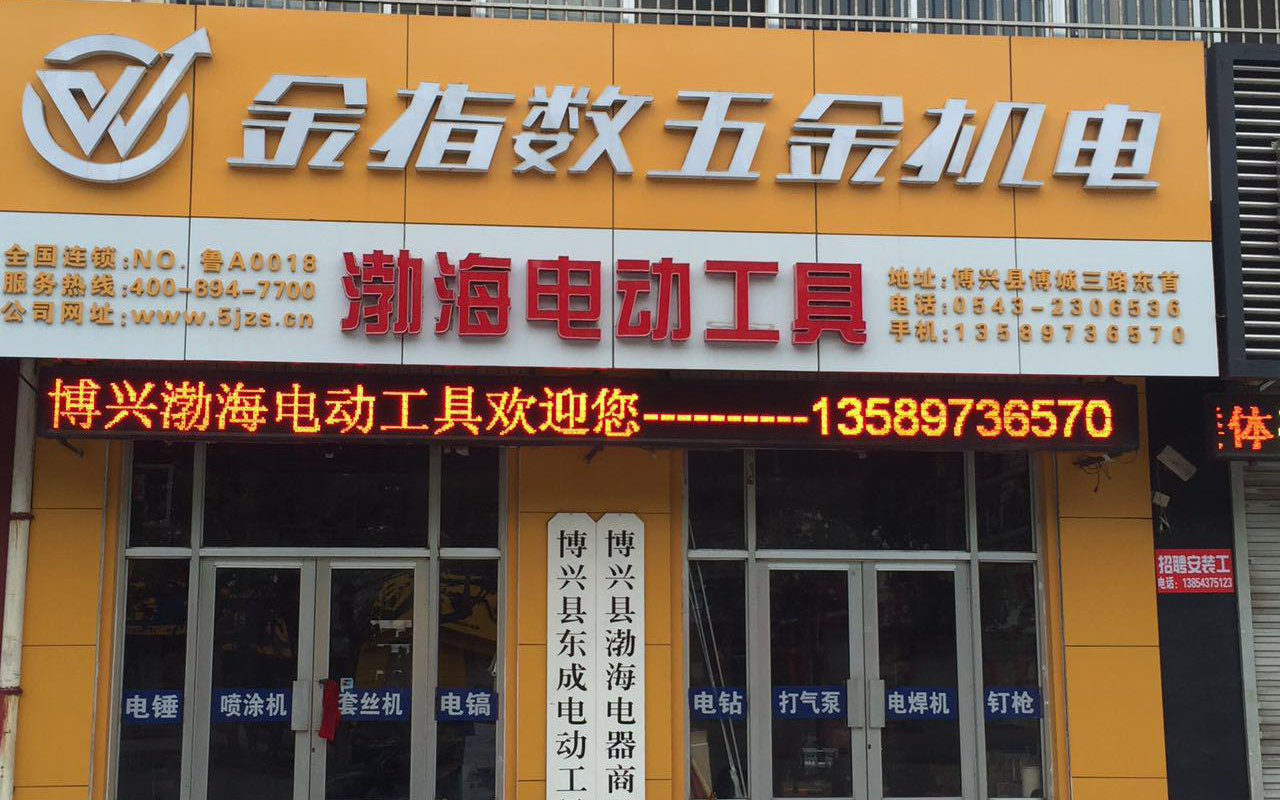 金指数五金机电
全国连锁:NO. 鲁A0018
服务热线:400-894-7700
公司网址:www.5jzs.cn
渤海电动工具
地址:博兴县博城三路东首
电话:0543-2306536
手机:13589736570
博兴渤海电动工具欢迎您----------13589736570
体
招聘安装工
电话:13854375123
博兴县东成电动工
博兴县渤海电器商
电锤
喷涂机
套丝机
电镐
电钻
打气泵
电焊机
钉枪